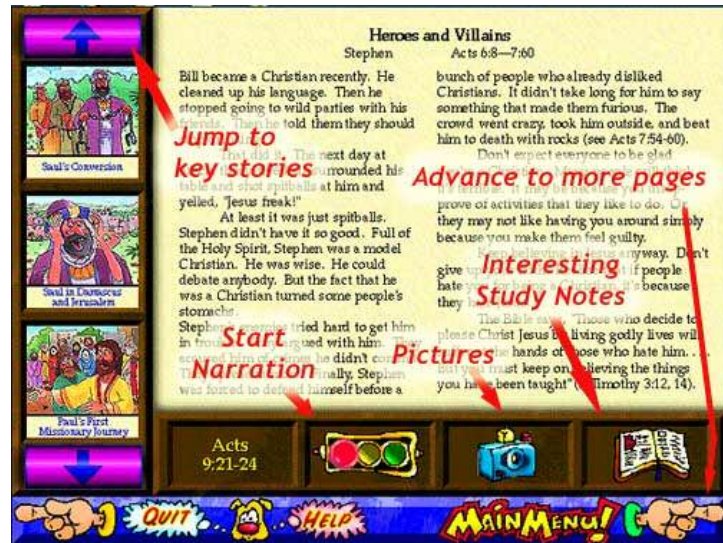 Heroes and Villains
Stephen Acts 6:8—7:60
Bill became a Christian recently. He
cleaned up his language. Then he
stopped going to wild parties with his
friends. Then he told them they should
That did it. The next day at
surrounded his
table and shot spitballs at him and
yelled, "Jesus freak!"
At least it was just spitballs.
Stephen didn't have it so good. Full of
the Holy Spirit, Stephen was a model
Christian. He was wise. He could
debate anybody. But the fact that he
was a Christian turned some people's
stomachs.
Stephen's enemies tried hard to get him
in trouble. argued with him. They
accused him of crimes he didn't
Finally, Stephen
was forced to defend himself before a
bunch of people who already disliked
Christians. It didn't take long for him to say
something that made them furious. The
crowd went crazy, took him outside, and beat
him to death with rocks (see Acts 7:54-60).
Don't expect everyone to be glad
prove of activities that they like to do. Or
they may not like having you around simply
because you make them feel guilty.
Keep believing in Jesus anyway. Don't
give up if people
hate you for being a Christian, it's because
they
The Bible says, "Those who decide to
please Christ Jesus by living godly lives will
the hands of those who hate him. . . .
But you must keep on believing the things
you have been taught" (2 Timothy 3:12, 14).
Jump to
key stories
Advance to more pages
Interesting
Study Notes
Start
Narration
Pictures
Saul's Conversion
Saul in Damascus
and Jerusalem
Paul's First
Missionary Journey
Acts
9:21-24
QUIT
HELP
MAIN MENU!